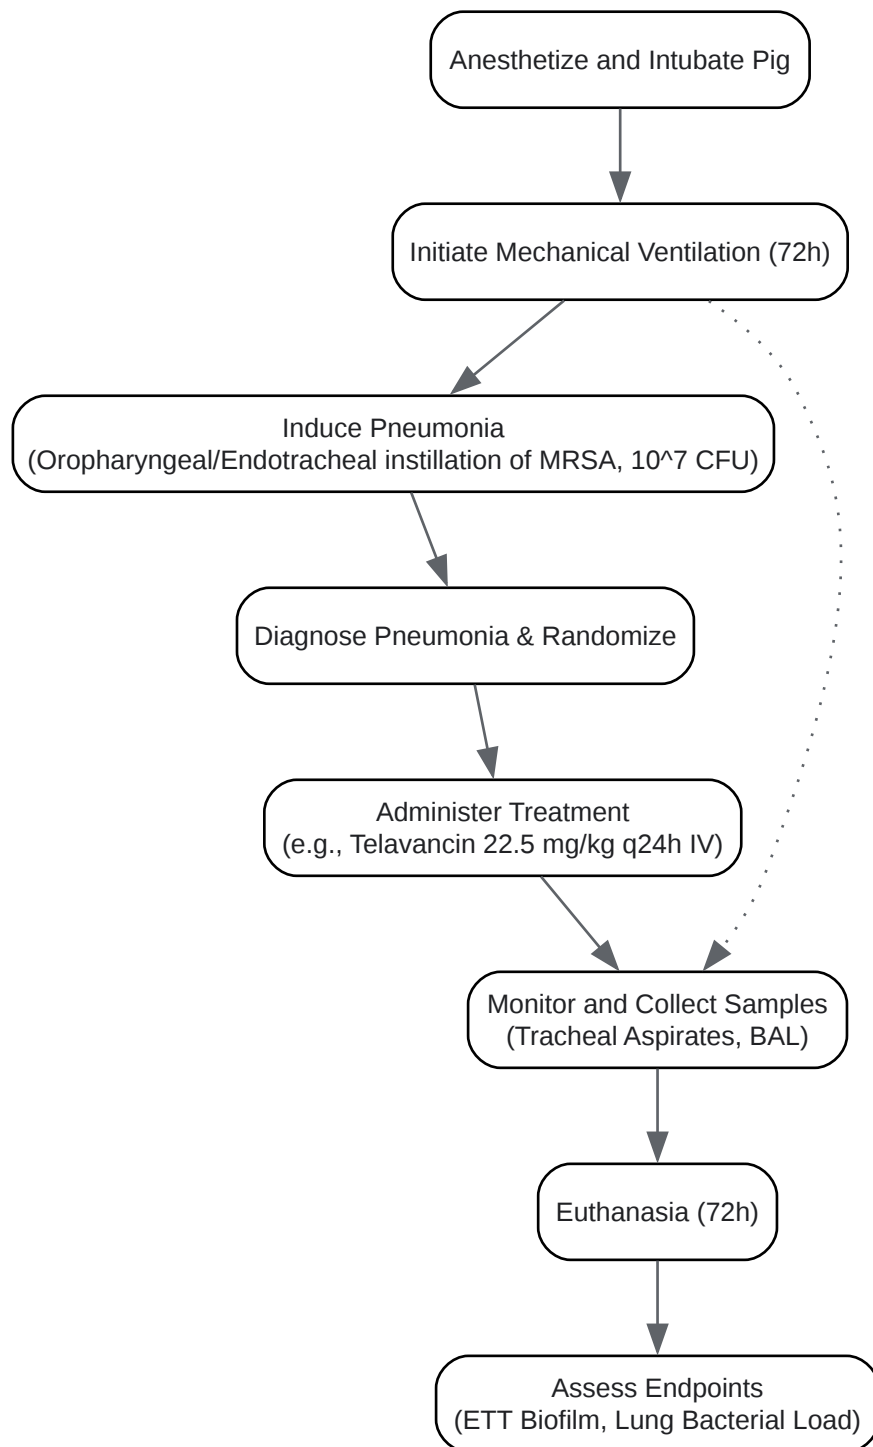 Anesthetize and Intubate Pig
Initiate Mechanical Ventilation (72h)
Induce Pneumonia
(Oropharyngeal/Endotracheal instillation of MRSA, 10^7 CFU)
Diagnose Pneumonia & Randomize
Administer Treatment
(e.g., Telavancin 22.5 mg/kg q24h IV)
Monitor and Collect Samples
(Tracheal Aspirates, BAL)
Euthanasia (72h)
Assess Endpoints
(ETT Biofilm, Lung Bacterial Load)